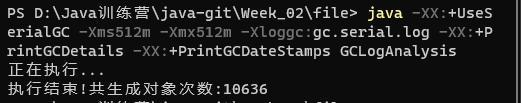 PS D:\Java训练营\java-git\Week_02\file> java -XX:+UseS
erialGC -Xms512m -Xmx512m -Xloggc:gc.serial.log -XX:+P
rintGCDetails -XX:+PrintGCDateStamps GCLogAnalysis
正在执行...
执行结束!共生成对象次数:10636